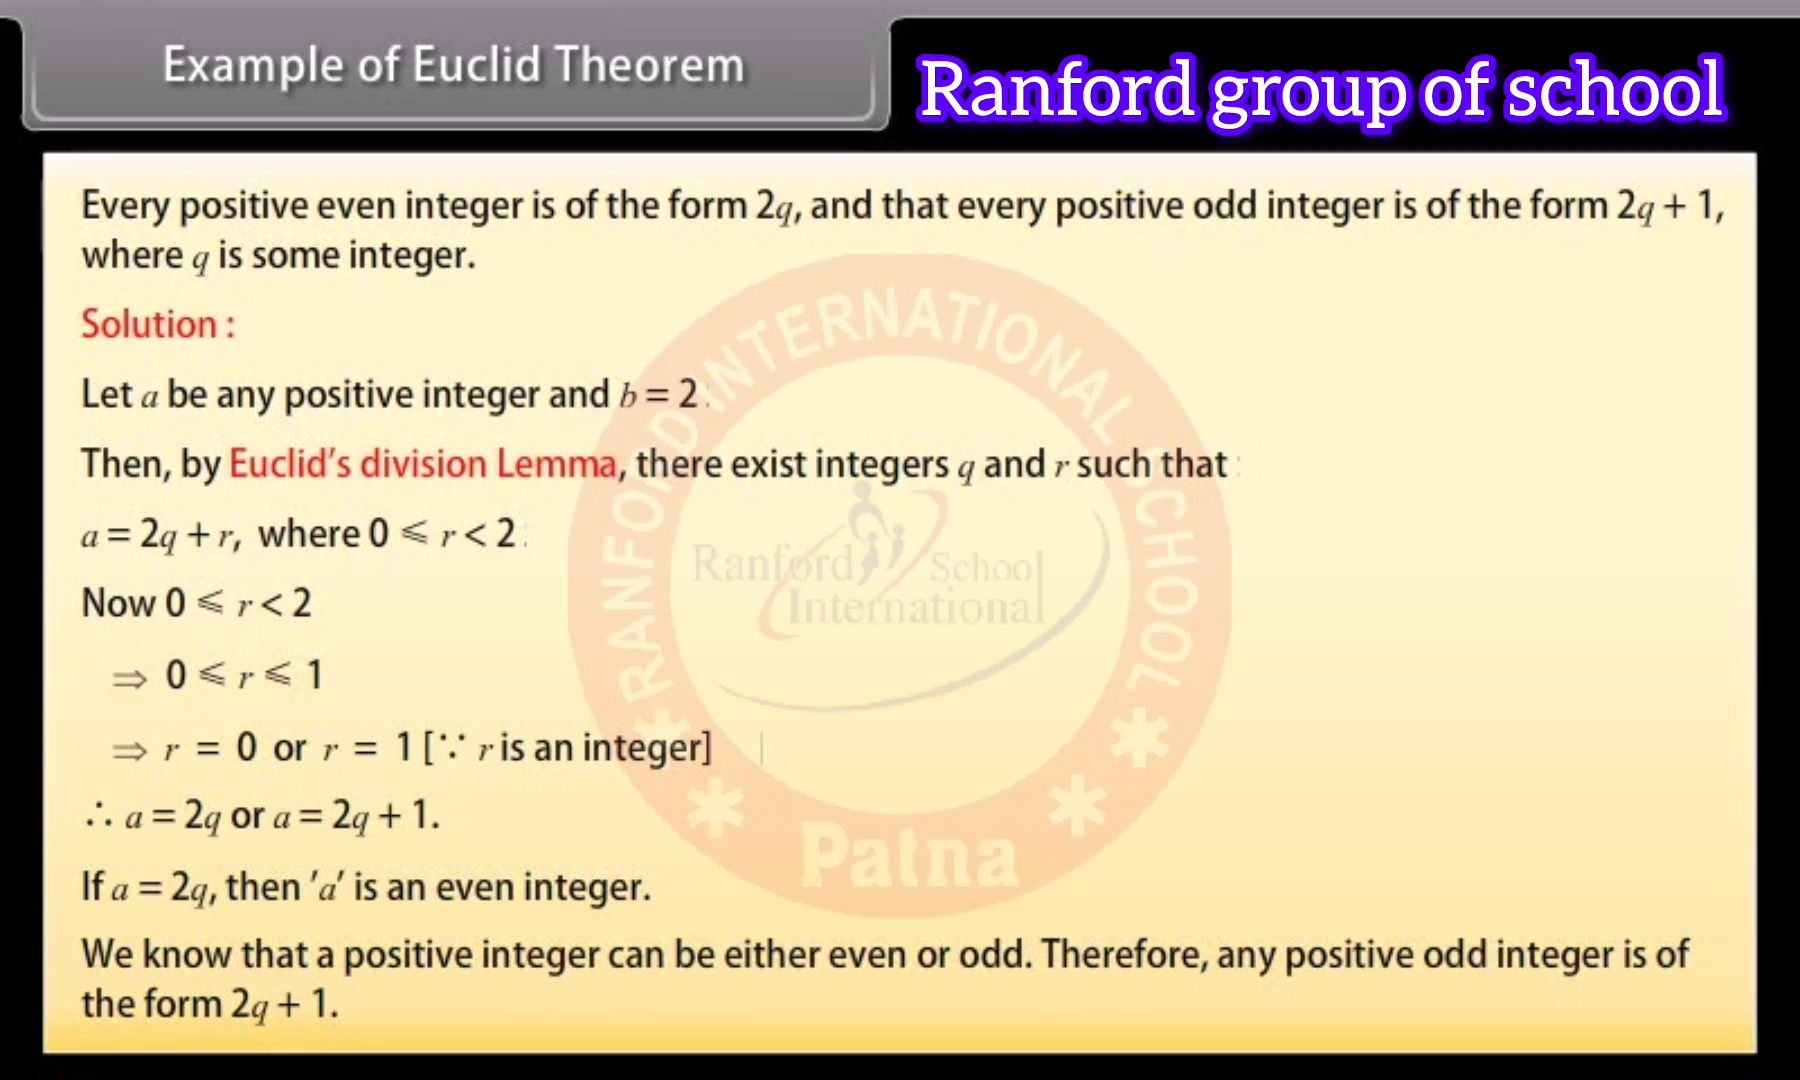 Example of Euclid Theorem
Ranford group of school
Every positive even integer is of the form 2q, and that every positive odd integer is of the form 2q + 1,
where q is some integer.
Solution :
Let a be any positive integer and b = 2
Then, by Euclid's division Lemma, there exist integers q and r such that
a = 2q + r, where 0 ⩽ r < 2
Now 0 ⩽ r < 2
⇒ 0 ⩽ r ⩽ 1
⇒ r = 0 or r = 1 [∵ r is an integer]
∴ a = 2q or a = 2q + 1.
If a = 2q, then 'a' is an even integer.
We know that a positive integer can be either even or odd. Therefore, any positive odd integer is of
the form 2q + 1.
RANFORD INTERNATIONAL SCHOOL
Ranford School
International
Patna